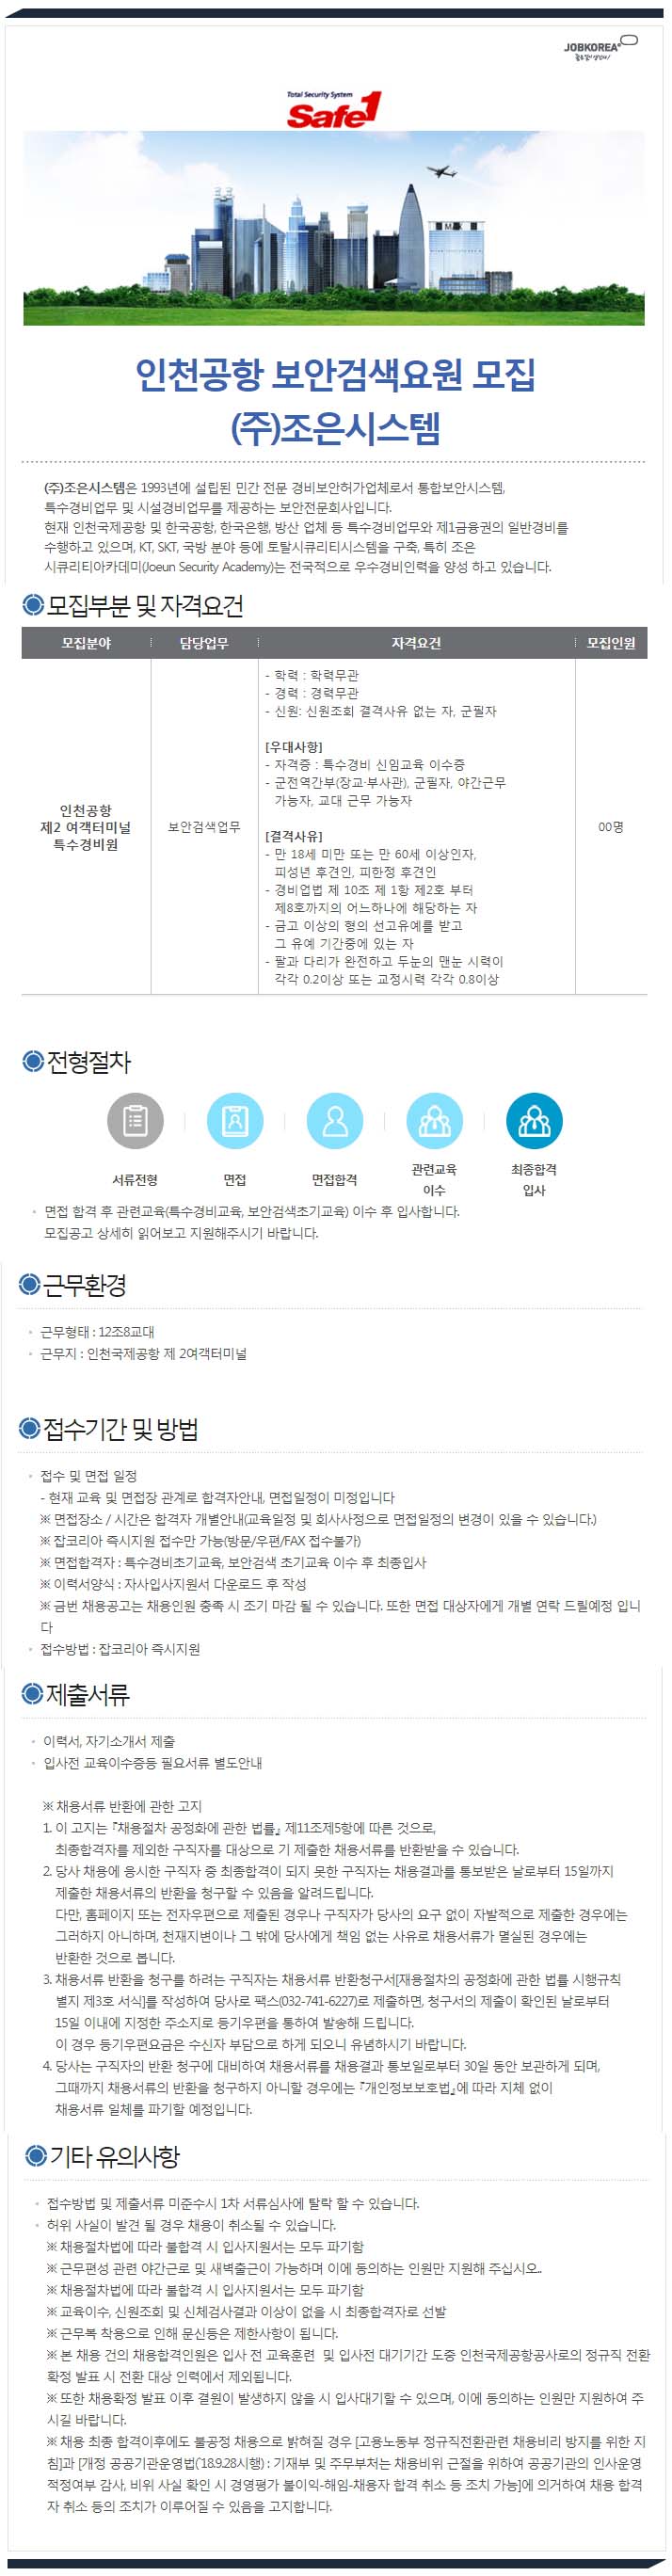 JOBKOREA
Total Security System
Safe1
인천공항 보안검색요원 모집
(주)조은시스템
(주)조은시스템은 1993년에 설립된 민간 전문 경비보안허가업체로서 통합보안시스템,
특수경비업무 및 시설경비업무를 제공하는 보안전문회사입니다.
현재 인천국제공항 및 한국공항, 한국은행, 방산 업체 등 특수경비업무와 제1금융권의 일반경비를
수행하고 있으며, KT, SKT, 국방 분야 등에 토탈시큐리티시스템을 구축, 특히 조은
시큐리티아카데미(Joeun Security Academy)는 전국적으로 우수경비인력을 양성 하고 있습니다.
모집부분 및 자격요건
모집분야 담당업무 자격요건 모집인원
인천공항
제2 여객터미널
특수경비원
보안검색업무
- 학력 : 학력무관
- 경력 : 경력무관
- 신원: 신원조회 결격사유 없는 자, 군필자
[우대사항]
- 자격증 : 특수경비 신임교육 이수증
- 군전역간부(장교·부사관), 군필자, 야간근무
가능자, 교대 근무 가능자
[결격사유]
- 만 18세 미만 또는 만 60세 이상인자,
피성년 후견인, 피한정 후견인
- 경비업법 제 10조 제 1항 제2호 부터
제8호까지의 어느하나에 해당하는 자
- 금고 이상의 형의 선고유예를 받고
그 유예 기간중에 있는 자
- 팔과 다리가 완전하고 두눈의 맨눈 시력이
각각 0.2이상 또는 교정시력 각각 0.8이상
00명
전형절차
서류전형
면접
면접합격
관련교육
이수
최종합격
입사
면접 합격 후 관련교육(특수경비교육, 보안검색초기교육) 이수 후 입사합니다.
모집공고 상세히 읽어보고 지원해주시기 바랍니다.
근무환경
근무형태 : 12조8교대
근무지 : 인천국제공항 제 2여객터미널
접수기간 및 방법
접수 및 면접 일정
- 현재 교육 및 면접장 관계로 합격자안내, 면접일정이 미정입니다
※ 면접장소 / 시간은 합격자 개별안내(교육일정 및 회사사정으로 면접일정의 변경이 있을 수 있습니다.)
※ 잡코리아 즉시지원 접수만 가능(방문/우편/FAX 접수불가)
※ 면접합격자 : 특수경비초기교육, 보안검색 초기교육 이수 후 최종입사
※ 이력서양식 : 자사입사지원서 다운로드 후 작성
※ 금번 채용공고는 채용인원 충족 시 조기 마감 될 수 있습니다. 또한 면접 대상자에게 개별 연락 드릴예정 입니
다
접수방법 : 잡코리아 즉시지원
제출서류
이력서, 자기소개서 제출
입사전 교육이수증등 필요서류 별도안내
※ 채용서류 반환에 관한 고지
1. 이 고지는 『채용절차 공정화에 관한 법률』 제11조제5항에 따른 것으로,
최종합격자를 제외한 구직자를 대상으로 기 제출한 채용서류를 반환받을 수 있습니다.
2. 당사 채용에 응시한 구직자 중 최종합격이 되지 못한 구직자는 채용결과를 통보받은 날로부터 15일까지
제출한 채용서류의 반환을 청구할 수 있음을 알려드립니다.
다만, 홈페이지 또는 전자우편으로 제출된 경우나 구직자가 당사의 요구 없이 자발적으로 제출한 경우에는
그러하지 아니하며, 천재지변이나 그 밖에 당사에게 책임 없는 사유로 채용서류가 멸실된 경우에는
반환한 것으로 봅니다.
3. 채용서류 반환을 청구를 하려는 구직자는 채용서류 반환청구서[재용절차의 공정화에 관한 법률 시행규칙
별지 제3호 서식]를 작성하여 당사로 팩스(032-741-6227)로 제출하면, 청구서의 제출이 확인된 날로부터
15일 이내에 지정한 주소지로 등기우편을 통하여 발송해 드립니다.
이 경우 등기우편요금은 수신자 부담으로 하게 되오니 유념하시기 바랍니다.
4. 당사는 구직자의 반환 청구에 대비하여 채용서류를 채용결과 통보일로부터 30일 동안 보관하게 되며,
그때까지 채용서류의 반환을 청구하지 아니할 경우에는 『개인정보보호법』에 따라 지체 없이
채용서류 일체를 파기할 예정입니다.
기타 유의사항
접수방법 및 제출서류 미준수시 1차 서류심사에 탈락 할 수 있습니다.
허위 사실이 발견 될 경우 채용이 취소될 수 있습니다.
※ 채용절차법에 따라 불합격 시 입사지원서는 모두 파기함
※ 근무편성 관련 야간근로 및 새벽출근이 가능하며 이에 동의하는 인원만 지원해 주십시오..
※ 채용절차법에 따라 불합격 시 입사지원서는 모두 파기함
※ 교육이수, 신원조회 및 신체검사결과 이상이 없을 시 최종합격자로 선발
※ 근무복 착용으로 인해 문신등은 제한사항이 됩니다.
※ 본 채용 건의 채용합격인원은 입사 전 교육훈련 및 입사전 대기기간 도중 인천국제공항공사로의 정규직 전환
확정 발표 시 전환 대상 인력에서 제외됩니다.
※ 또한 채용확정 발표 이후 결원이 발생하지 않을 시 입사대기할 수 있으며, 이에 동의하는 인원만 지원하여 주
시길 바랍니다.
※ 채용 최종 합격이후에도 불공정 채용으로 밝혀질 경우 [고용노동부 정규직전환관련 채용비리 방지를 위한 지
침]과 [개정 공공기관운영법(`18.9.28시행) : 기재부 및 주무부처는 채용비위 근절을 위하여 공공기관의 인사운영
적정여부 감사, 비위 사실 확인 시 경영평가 불이익-해임-채용자 합격 취소 등 조치 가능]에 의거하여 채용 합격
자 취소 등의 조치가 이루어질 수 있음을 고지합니다.